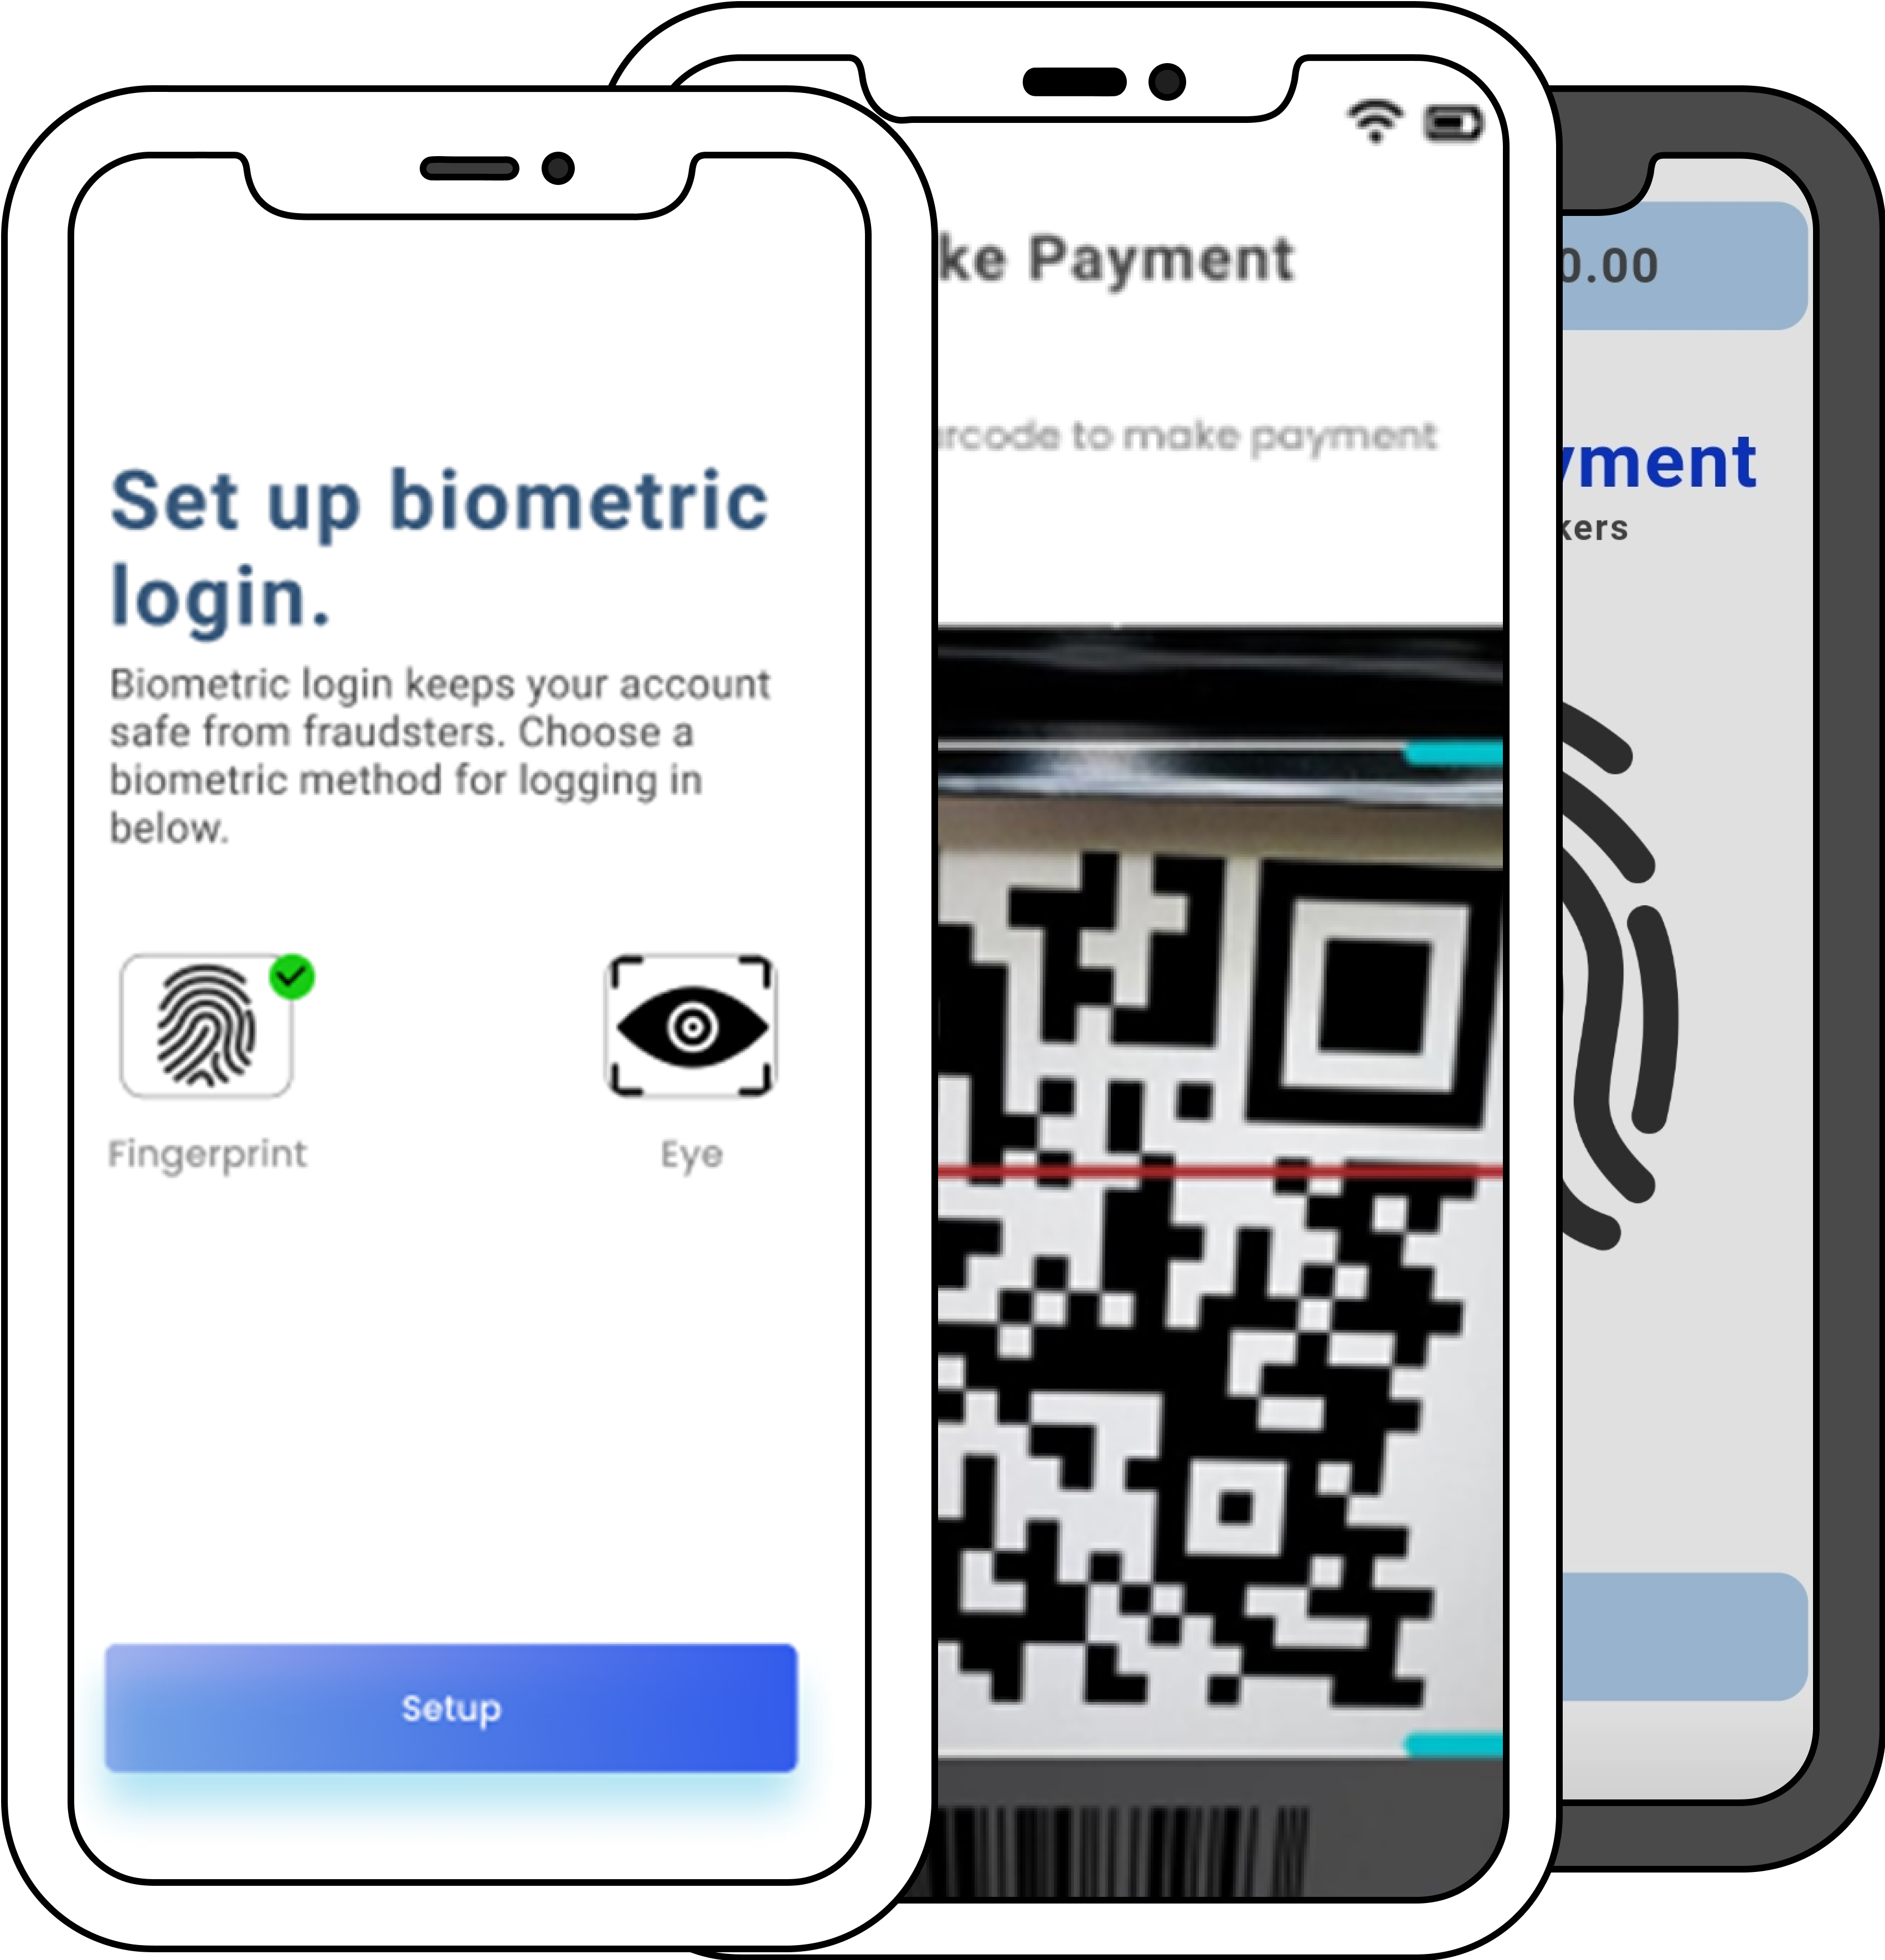 Set up biometric
login.
Biometric login keeps your account
safe from fraudsters. Choose a
biometric method for logging in
below.
Fingerprint
Eye
Setup
ke Payment
arcode to make payment
0.00
yment
kers